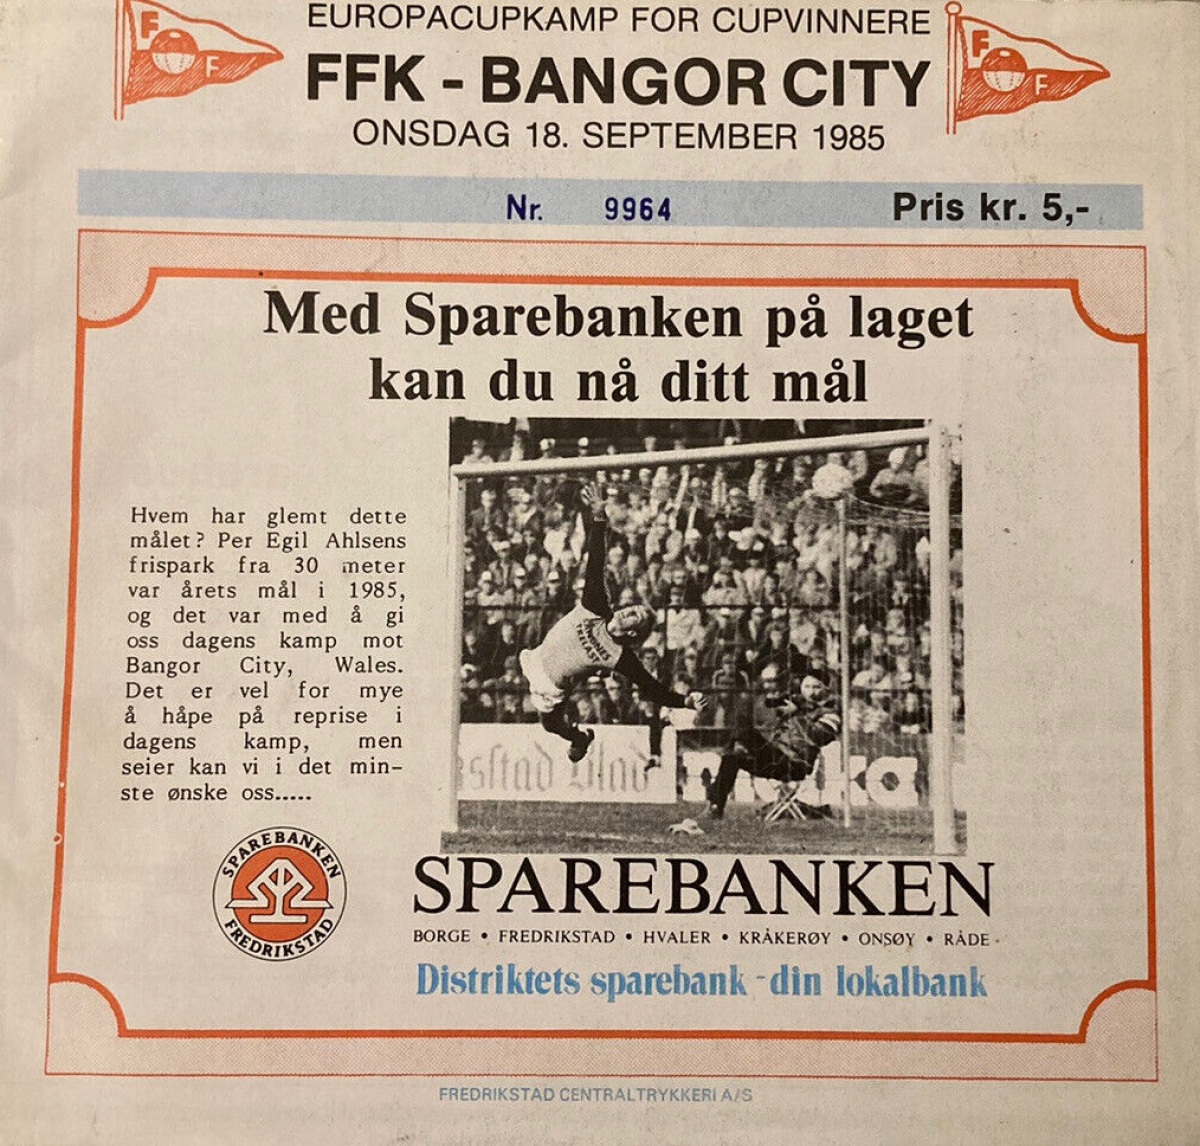 EUROPACUPKAMP FOR CUPVINNERE
F
F
F
F
FFK - BANGOR CITY
ONSDAG 18. SEPTEMBER 1985
Nr. 9964 Pris kr. 5,-
Med Sparebanken på laget
kan du nå ditt mål
Hvem har glemt dette
målet? Per Egil Ahlsens
frispark fra 30 meter
var årets mål i 1985,
og det var med å gi
oss dagens kamp mot
Bangor City, Wales.
Det er vel for mye
å håpe på reprise i
dagens kamp, men
seier kan vi i det min-
ste ønske oss.....
TRELAST
stad Blad
SPAREBANKEN
FREDRIKSTAD
SPAREBANKEN
BORGE • FREDRIKSTAD • HVALER • KRÅKERØY • ONSØY • RÅDE
Distriktets sparebank - din lokalbank
FREDRIKSTAD CENTRALTRYKKERI A/S